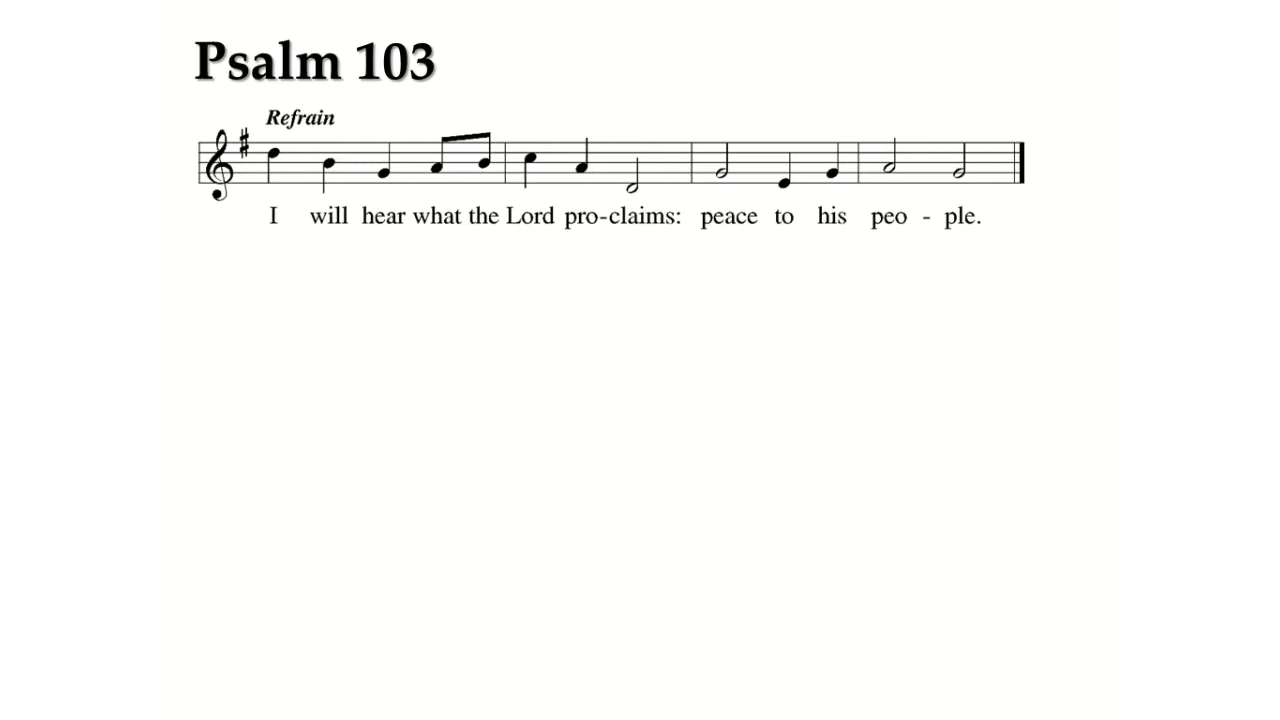 Psalm 103
Refrain
I will hear what the Lord pro-claims: peace to his peo - ple.